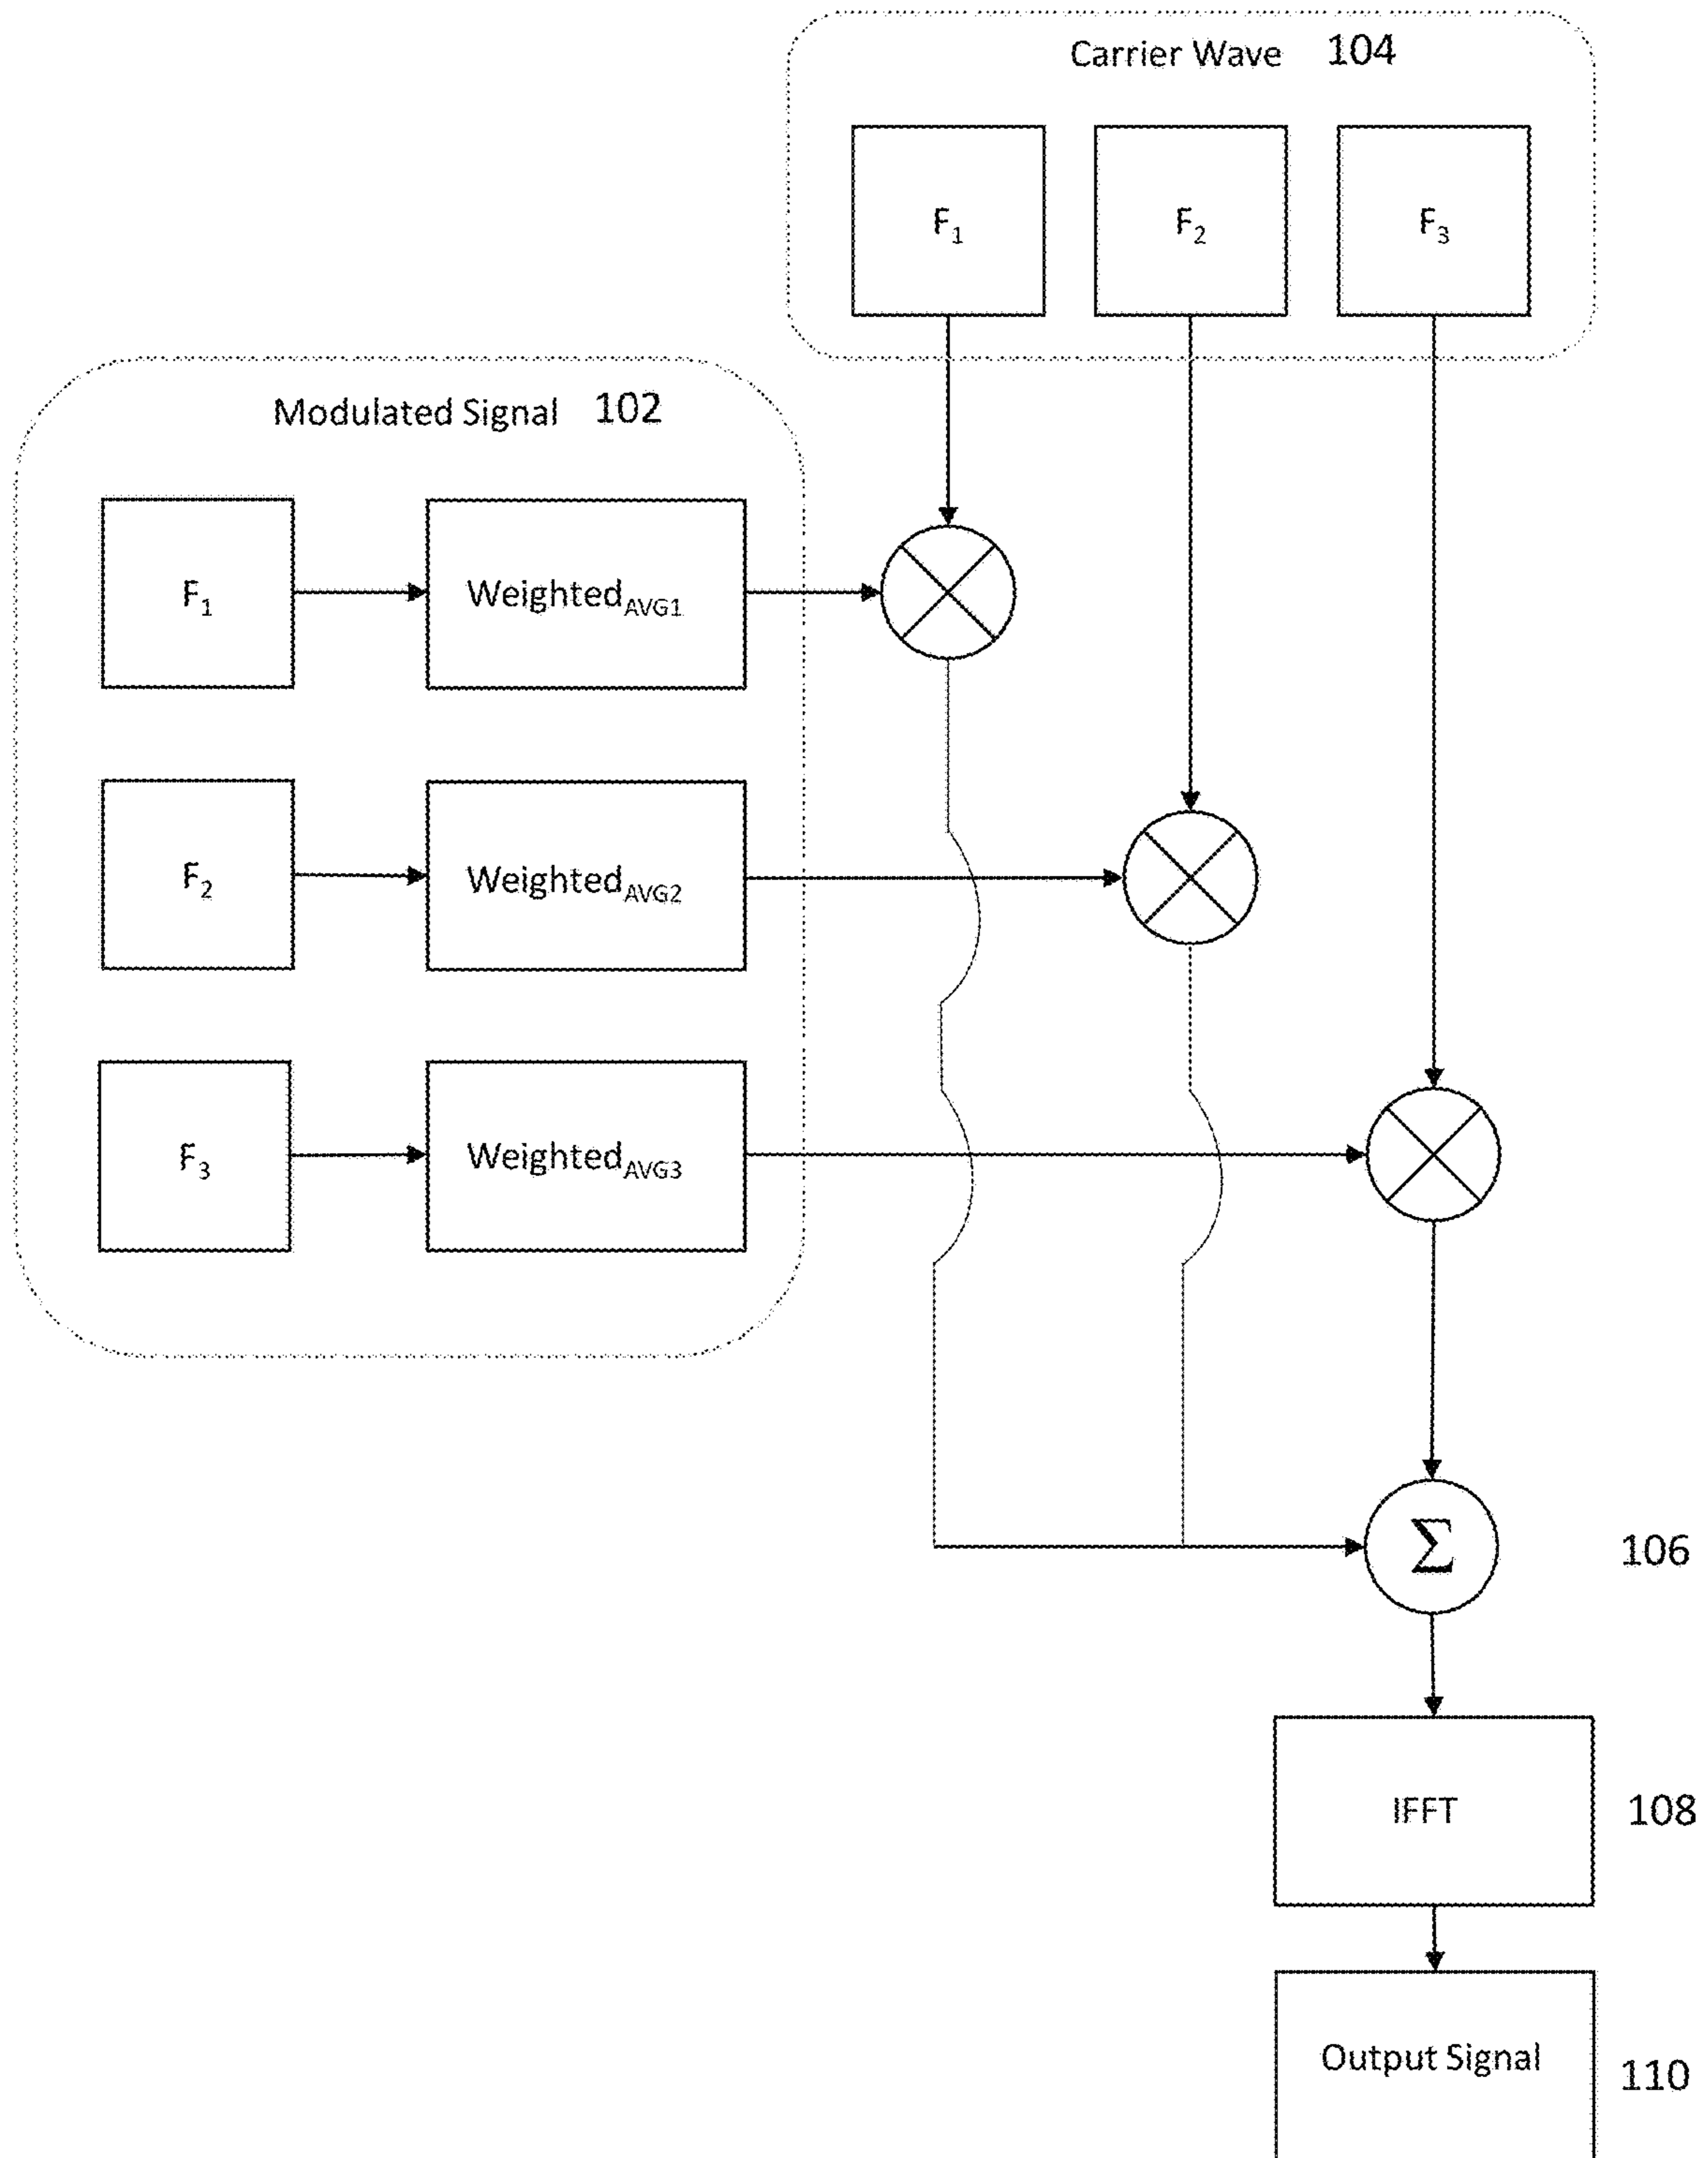 Carrier Wave 104
F1 F2 F3
Modulated Signal 102
F1 WeightedAVG1
F2 WeightedAVG2
F3 WeightedAVG3
Σ 106
IFFT 108
Output Signal 110